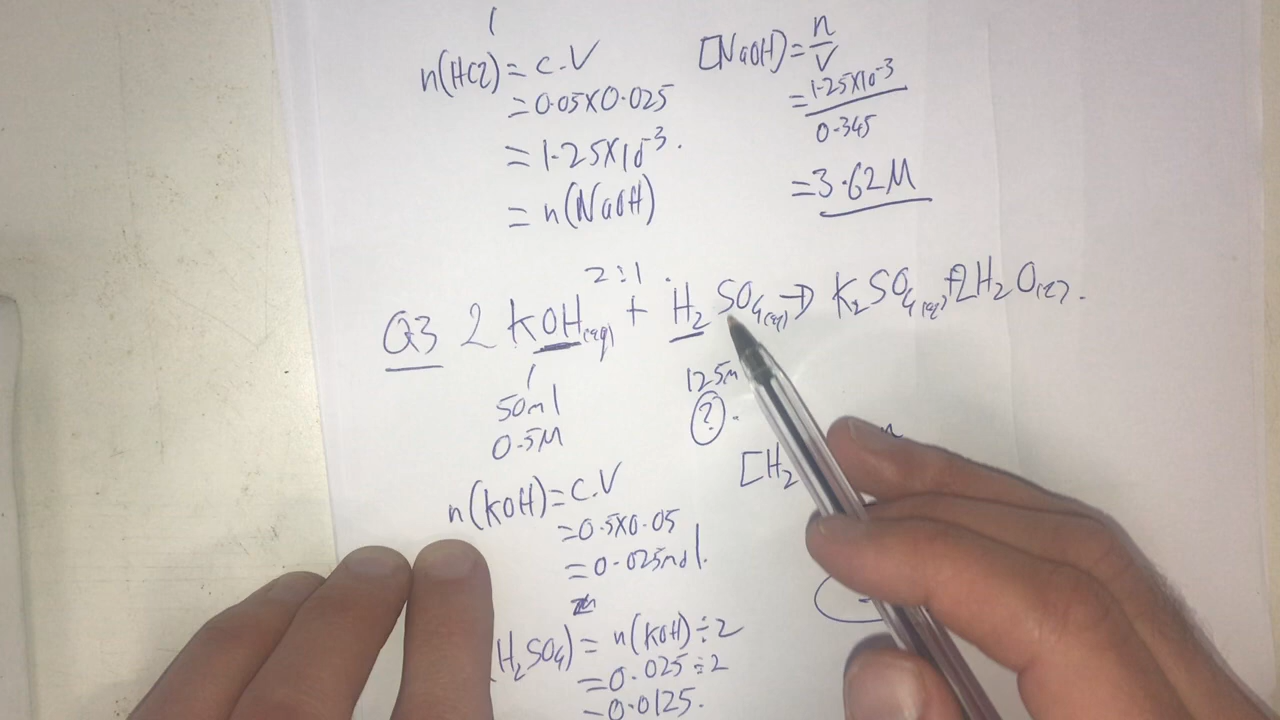 n(HCl) = C.V
= 0.05X0.025
= 1.25X10^-3.
= n(NaOH)
[NaOH] = n/V
= 1.25X10^-3
0.345
= 3.62M
2:1
Q3 2 KOH(aq) + H2SO4(aq) → K2SO4(aq) + 2H2O(l).
50ml
0.5M
125m
?
n(KOH) = C.V
= 0.5X0.05
= 0.025mol.
[H2
n
(H2SO4) = n(KOH) ÷ 2
= 0.025 ÷ 2
= 0.0125.